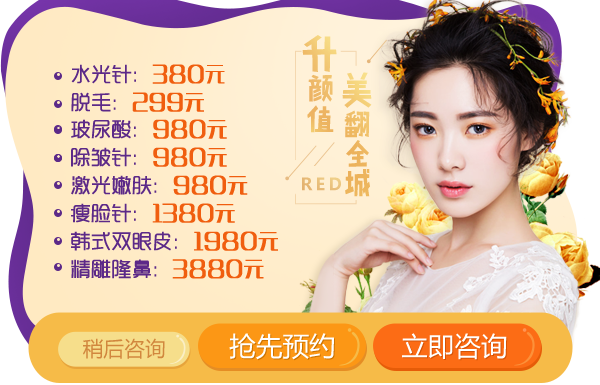 水光针：380元
脱毛：299元
玻尿酸：980元
除皱针：980元
激光嫩肤：980元
瘦脸针：1380元
韩式双眼皮：1980元
精雕隆鼻：3880元
升颜值
美翻全城
RED
稍后咨询
抢先预约
立即咨询